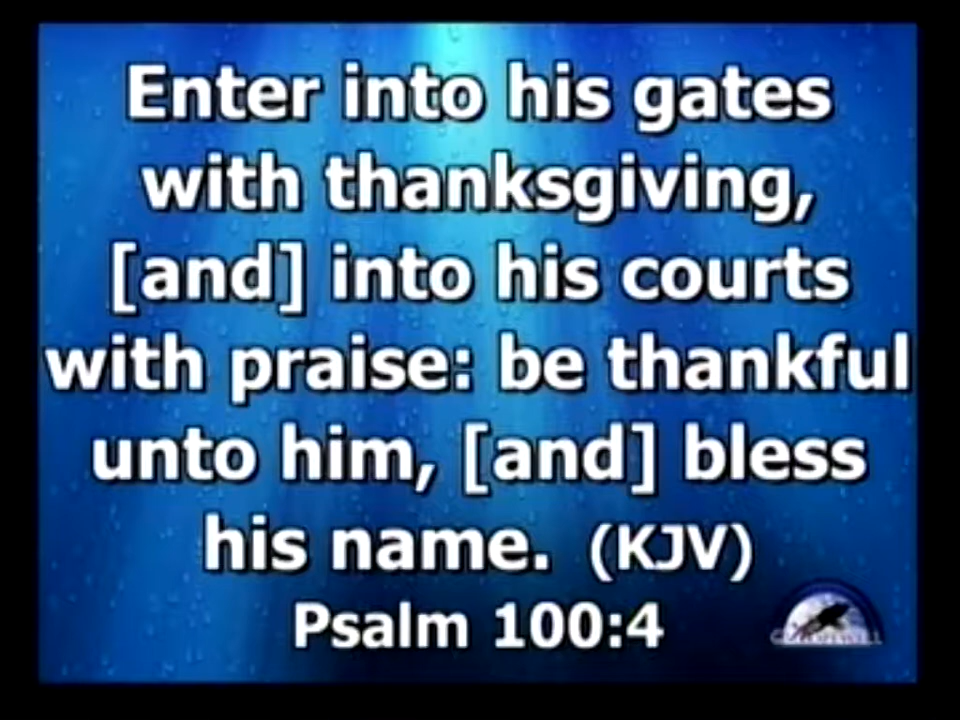 Enter into his gates
with thanksgiving,
[and] into his courts
with praise: be thankful
unto him, [and] bless
his name. (KJV)
Psalm 100:4